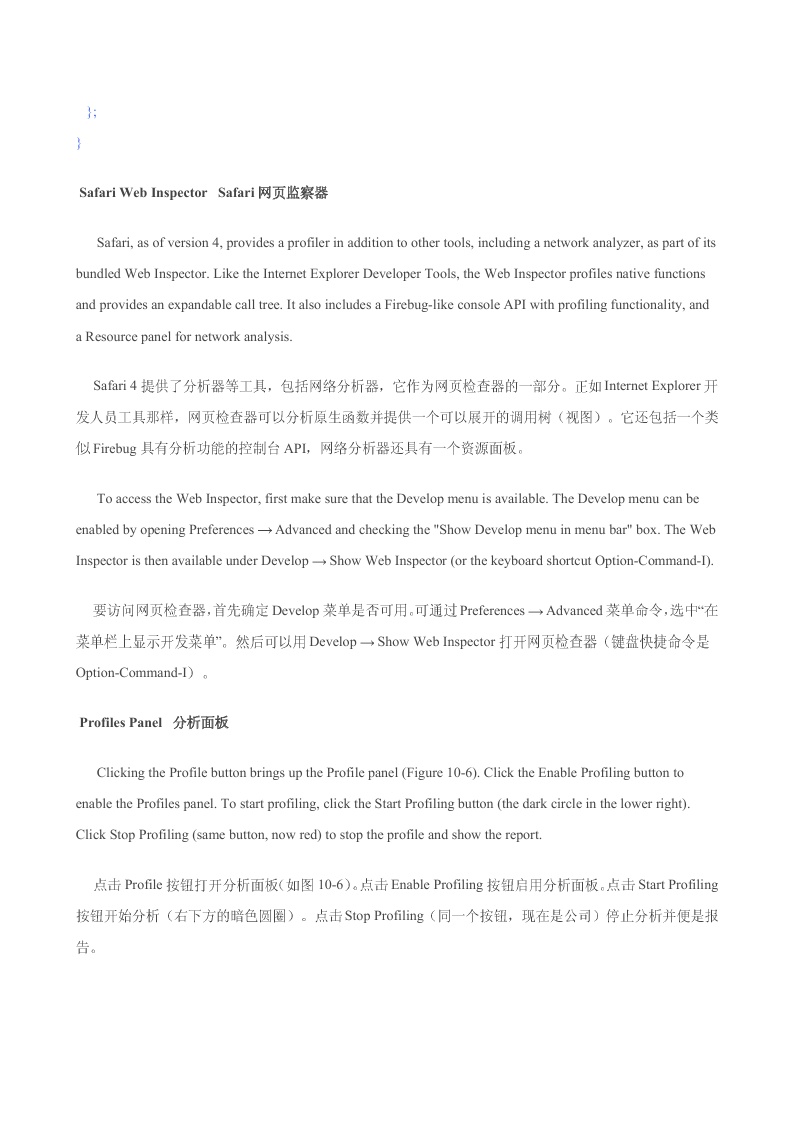 };
}
Safari Web Inspector Safari 网页监察器
Safari, as of version 4, provides a profiler in addition to other tools, including a network analyzer, as part of its
bundled Web Inspector. Like the Internet Explorer Developer Tools, the Web Inspector profiles native functions
and provides an expandable call tree. It also includes a Firebug-like console API with profiling functionality, and
a Resource panel for network analysis.
Safari 4 提供了分析器等工具，包括网络分析器，它作为网页检查器的一部分。正如 Internet Explorer 开
发人员工具那样，网页检查器可以分析原生函数并提供一个可以展开的调用树（视图）。它还包括一个类
似 Firebug 具有分析功能的控制台 API，网络分析器还具有一个资源面板。
To access the Web Inspector, first make sure that the Develop menu is available. The Develop menu can be
enabled by opening Preferences → Advanced and checking the "Show Develop menu in menu bar" box. The Web
Inspector is then available under Develop → Show Web Inspector (or the keyboard shortcut Option-Command-I).
要访问网页检查器，首先确定 Develop 菜单是否可用。可通过 Preferences → Advanced 菜单命令，选中“在
菜单栏上显示开发菜单”。然后可以用 Develop → Show Web Inspector 打开网页检查器（键盘快捷命令是
Option-Command-I）。
Profiles Panel 分析面板
Clicking the Profile button brings up the Profile panel (Figure 10-6). Click the Enable Profiling button to
enable the Profiles panel. To start profiling, click the Start Profiling button (the dark circle in the lower right).
Click Stop Profiling (same button, now red) to stop the profile and show the report.
点击 Profile 按钮打开分析面板（如图 10-6）。点击 Enable Profiling 按钮启用分析面板。点击 Start Profiling
按钮开始分析（右下方的暗色圆圈）。点击 Stop Profiling（同一个按钮，现在是公司）停止分析并便是报
告。